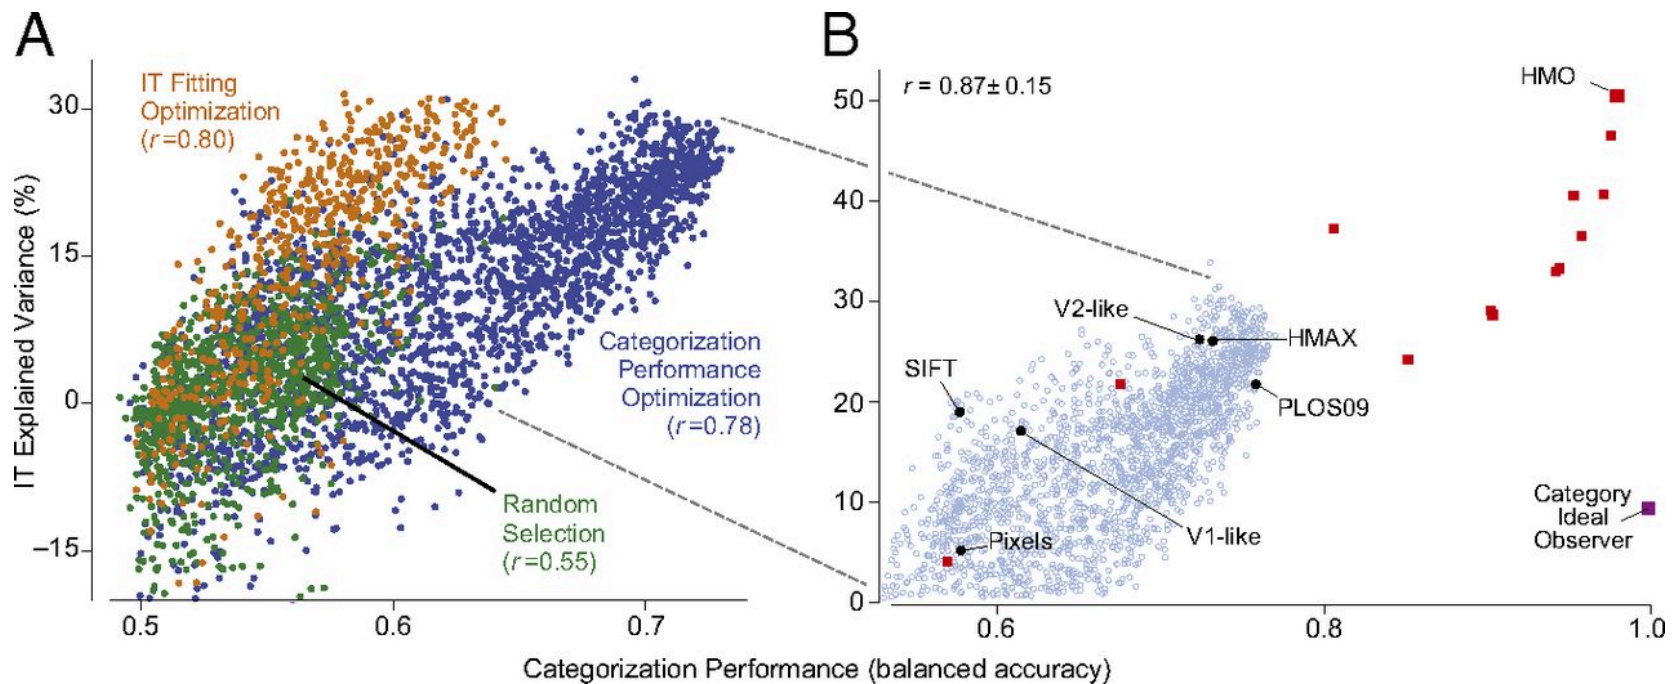 A
IT Fitting
Optimization
(r=0.80)
30
15
0
−15
IT Explained Variance (%)
Categorization
Performance
Optimization
(r=0.78)
Random
Selection
(r=0.55)
0.5
0.6
0.7
B
r = 0.87± 0.15
50
40
30
20
10
0
HMO
V2-like
HMAX
SIFT
PLOS09
V1-like
Pixels
Category
Ideal
Observer
0.6
0.8
1.0
Categorization Performance (balanced accuracy)